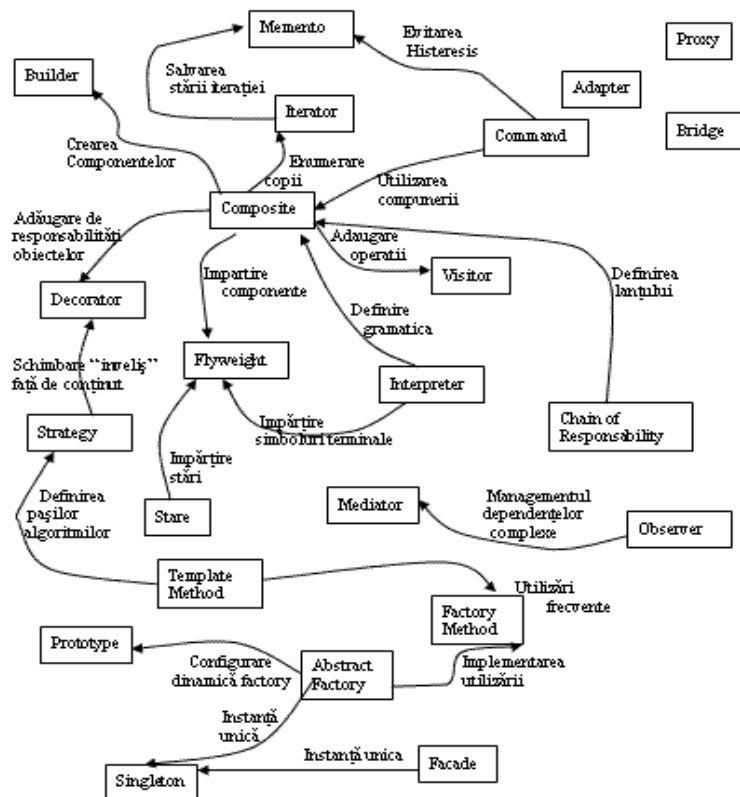 Memento
Evitarea
Histeresis
Proxy
Builder
Salvarea
stării iterației
Adapter
Iterator
Command
Bridge
Crearea
Componentelor
Enumerare
copii
Utilizarea
compunerii
Composite
Adăugare de
responsabilităti
obiectelor
Adaugare
operatii
Definirea
lanțului
Decorator
Impartire
componente
Visitor
Definire
gramatica
Schimbare "inveliș"
față de conținut
Flyweight
Interpreter
Strategy
Împărțire
simboluri terminale
Chain of
Responsability
Împărțire
stări
Definirea
pașilor
algoritmilor
Stare
Mediator
Managementul
dependențelor
complexe
Observer
Template
Method
Utilizări
frecvente
Factory
Method
Prototype
Configurare
dinamică factory
Abstract
Factory
Implementarea
utilizării
Instanță
unică
Instanță unica
Singleton
Facade